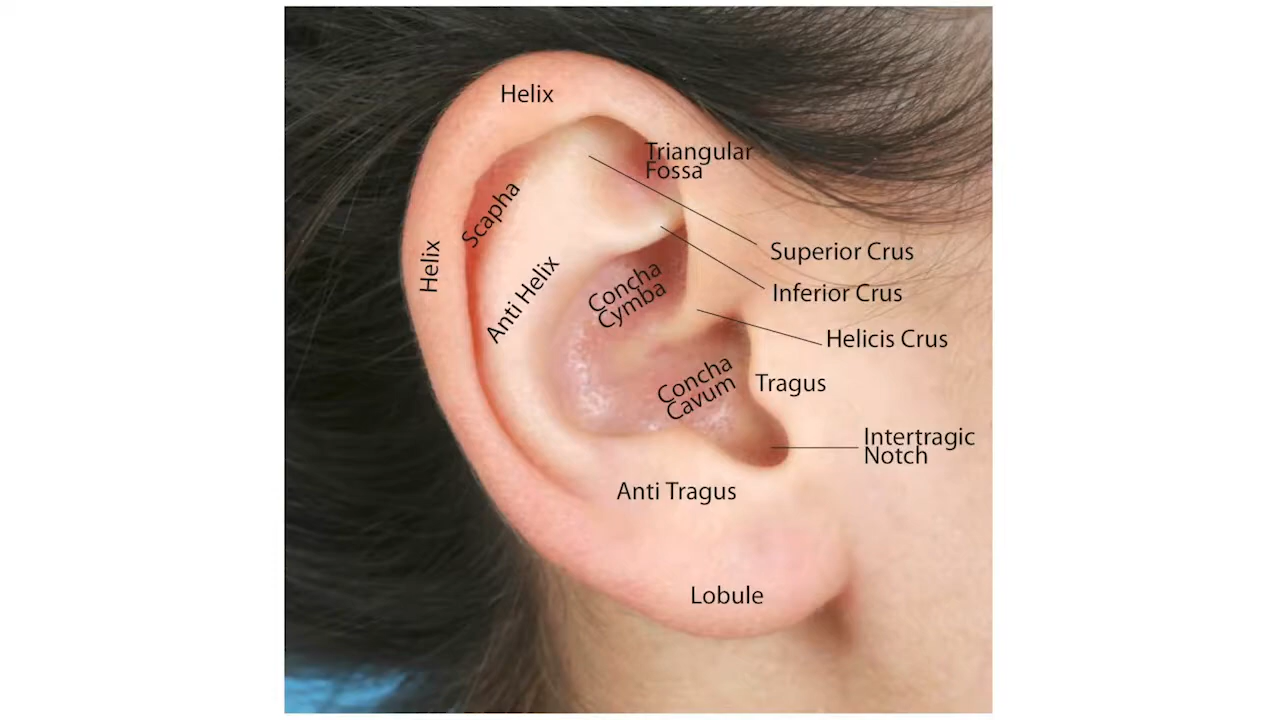 Helix
Triangular
Fossa
Scapha
Helix
Superior Crus
Anti Helix
Concha
Cymba
Inferior Crus
Helicis Crus
Concha
Cavum
Tragus
Intertragic
Notch
Anti Tragus
Lobule